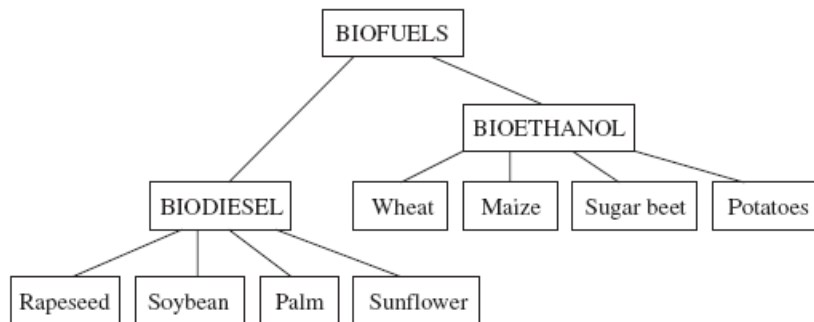 BIOFUELS
BIOETHANOL
BIODIESEL
Wheat
Maize
Sugar beet
Potatoes
Rapeseed
Soybean
Palm
Sunflower